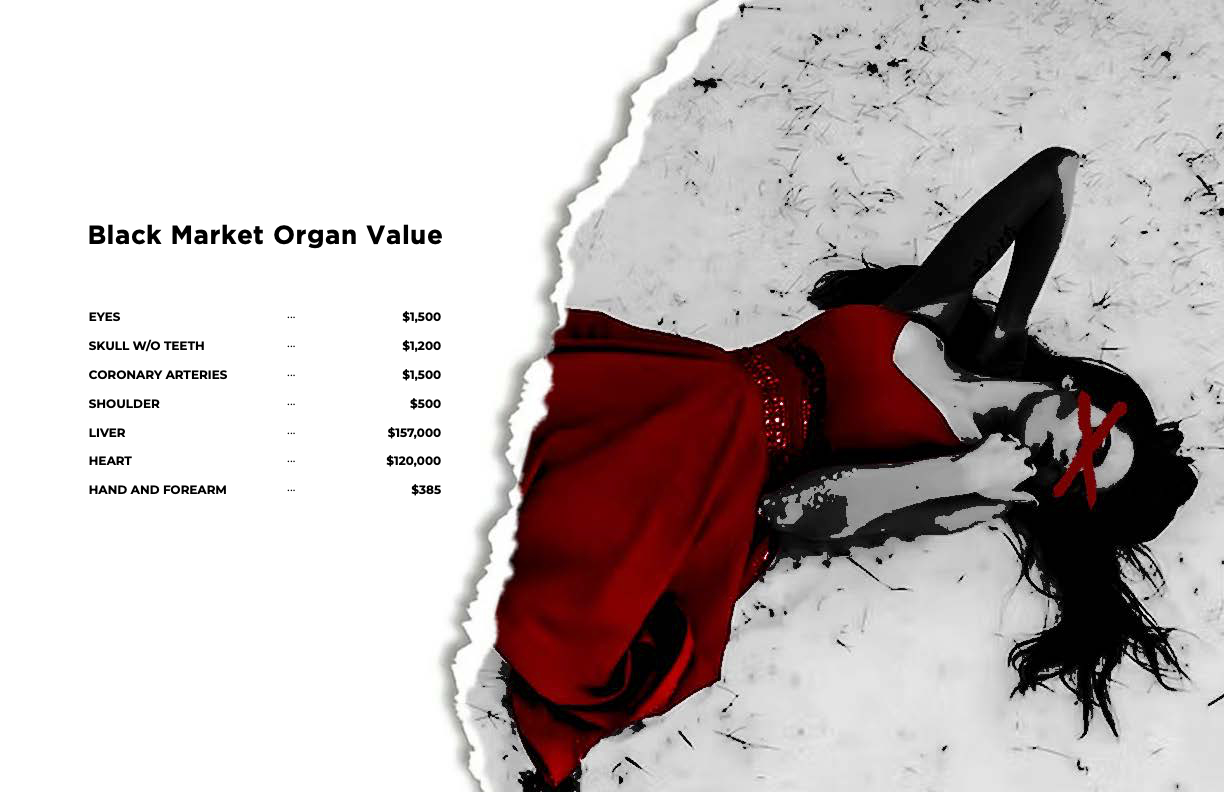 Black Market Organ Value
EYES ... $1,500
SKULL W/O TEETH ... $1,200
CORONARY ARTERIES ... $1,500
SHOULDER ... $500
LIVER ... $157,000
HEART ... $120,000
HAND AND FOREARM ... $385